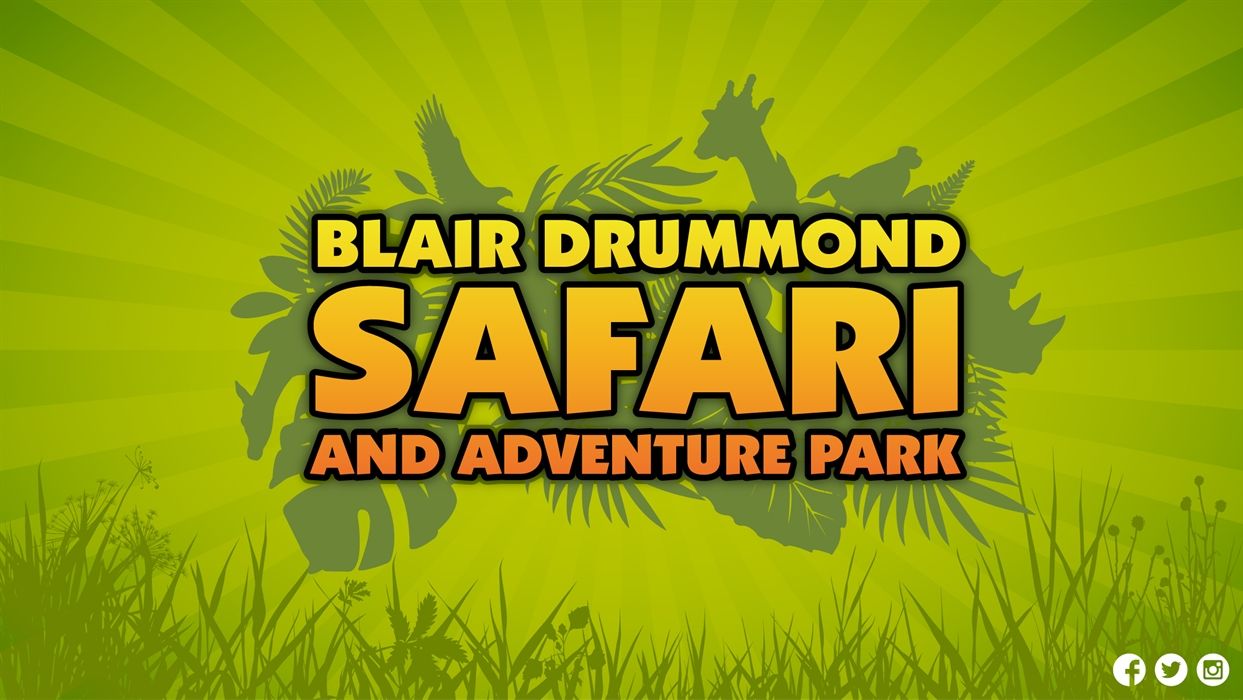 BLAIR DRUMMOND
SAFARI
AND ADVENTURE PARK